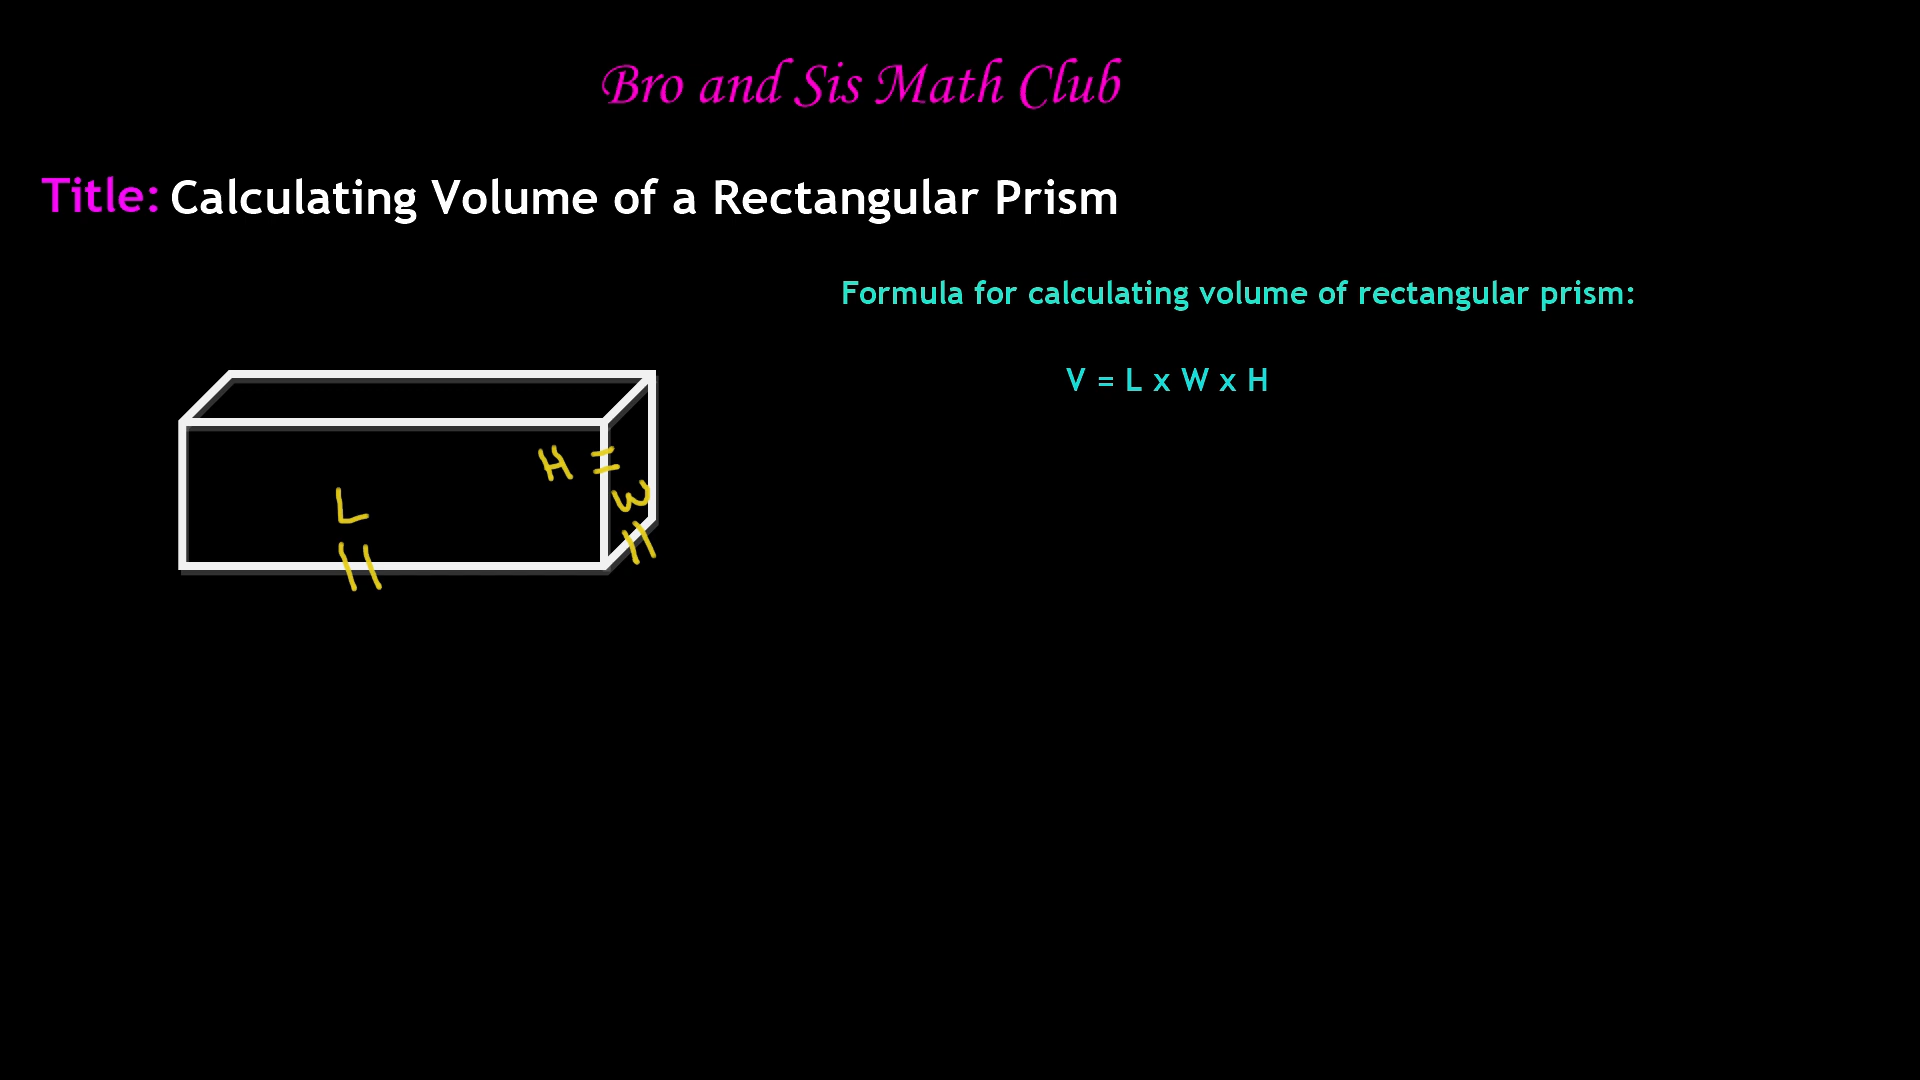 Bro and Sis Math Club
Title: Calculating Volume of a Rectangular Prism
Formula for calculating volume of rectangular prism:
V = L x W x H
H =
W
=
L
=